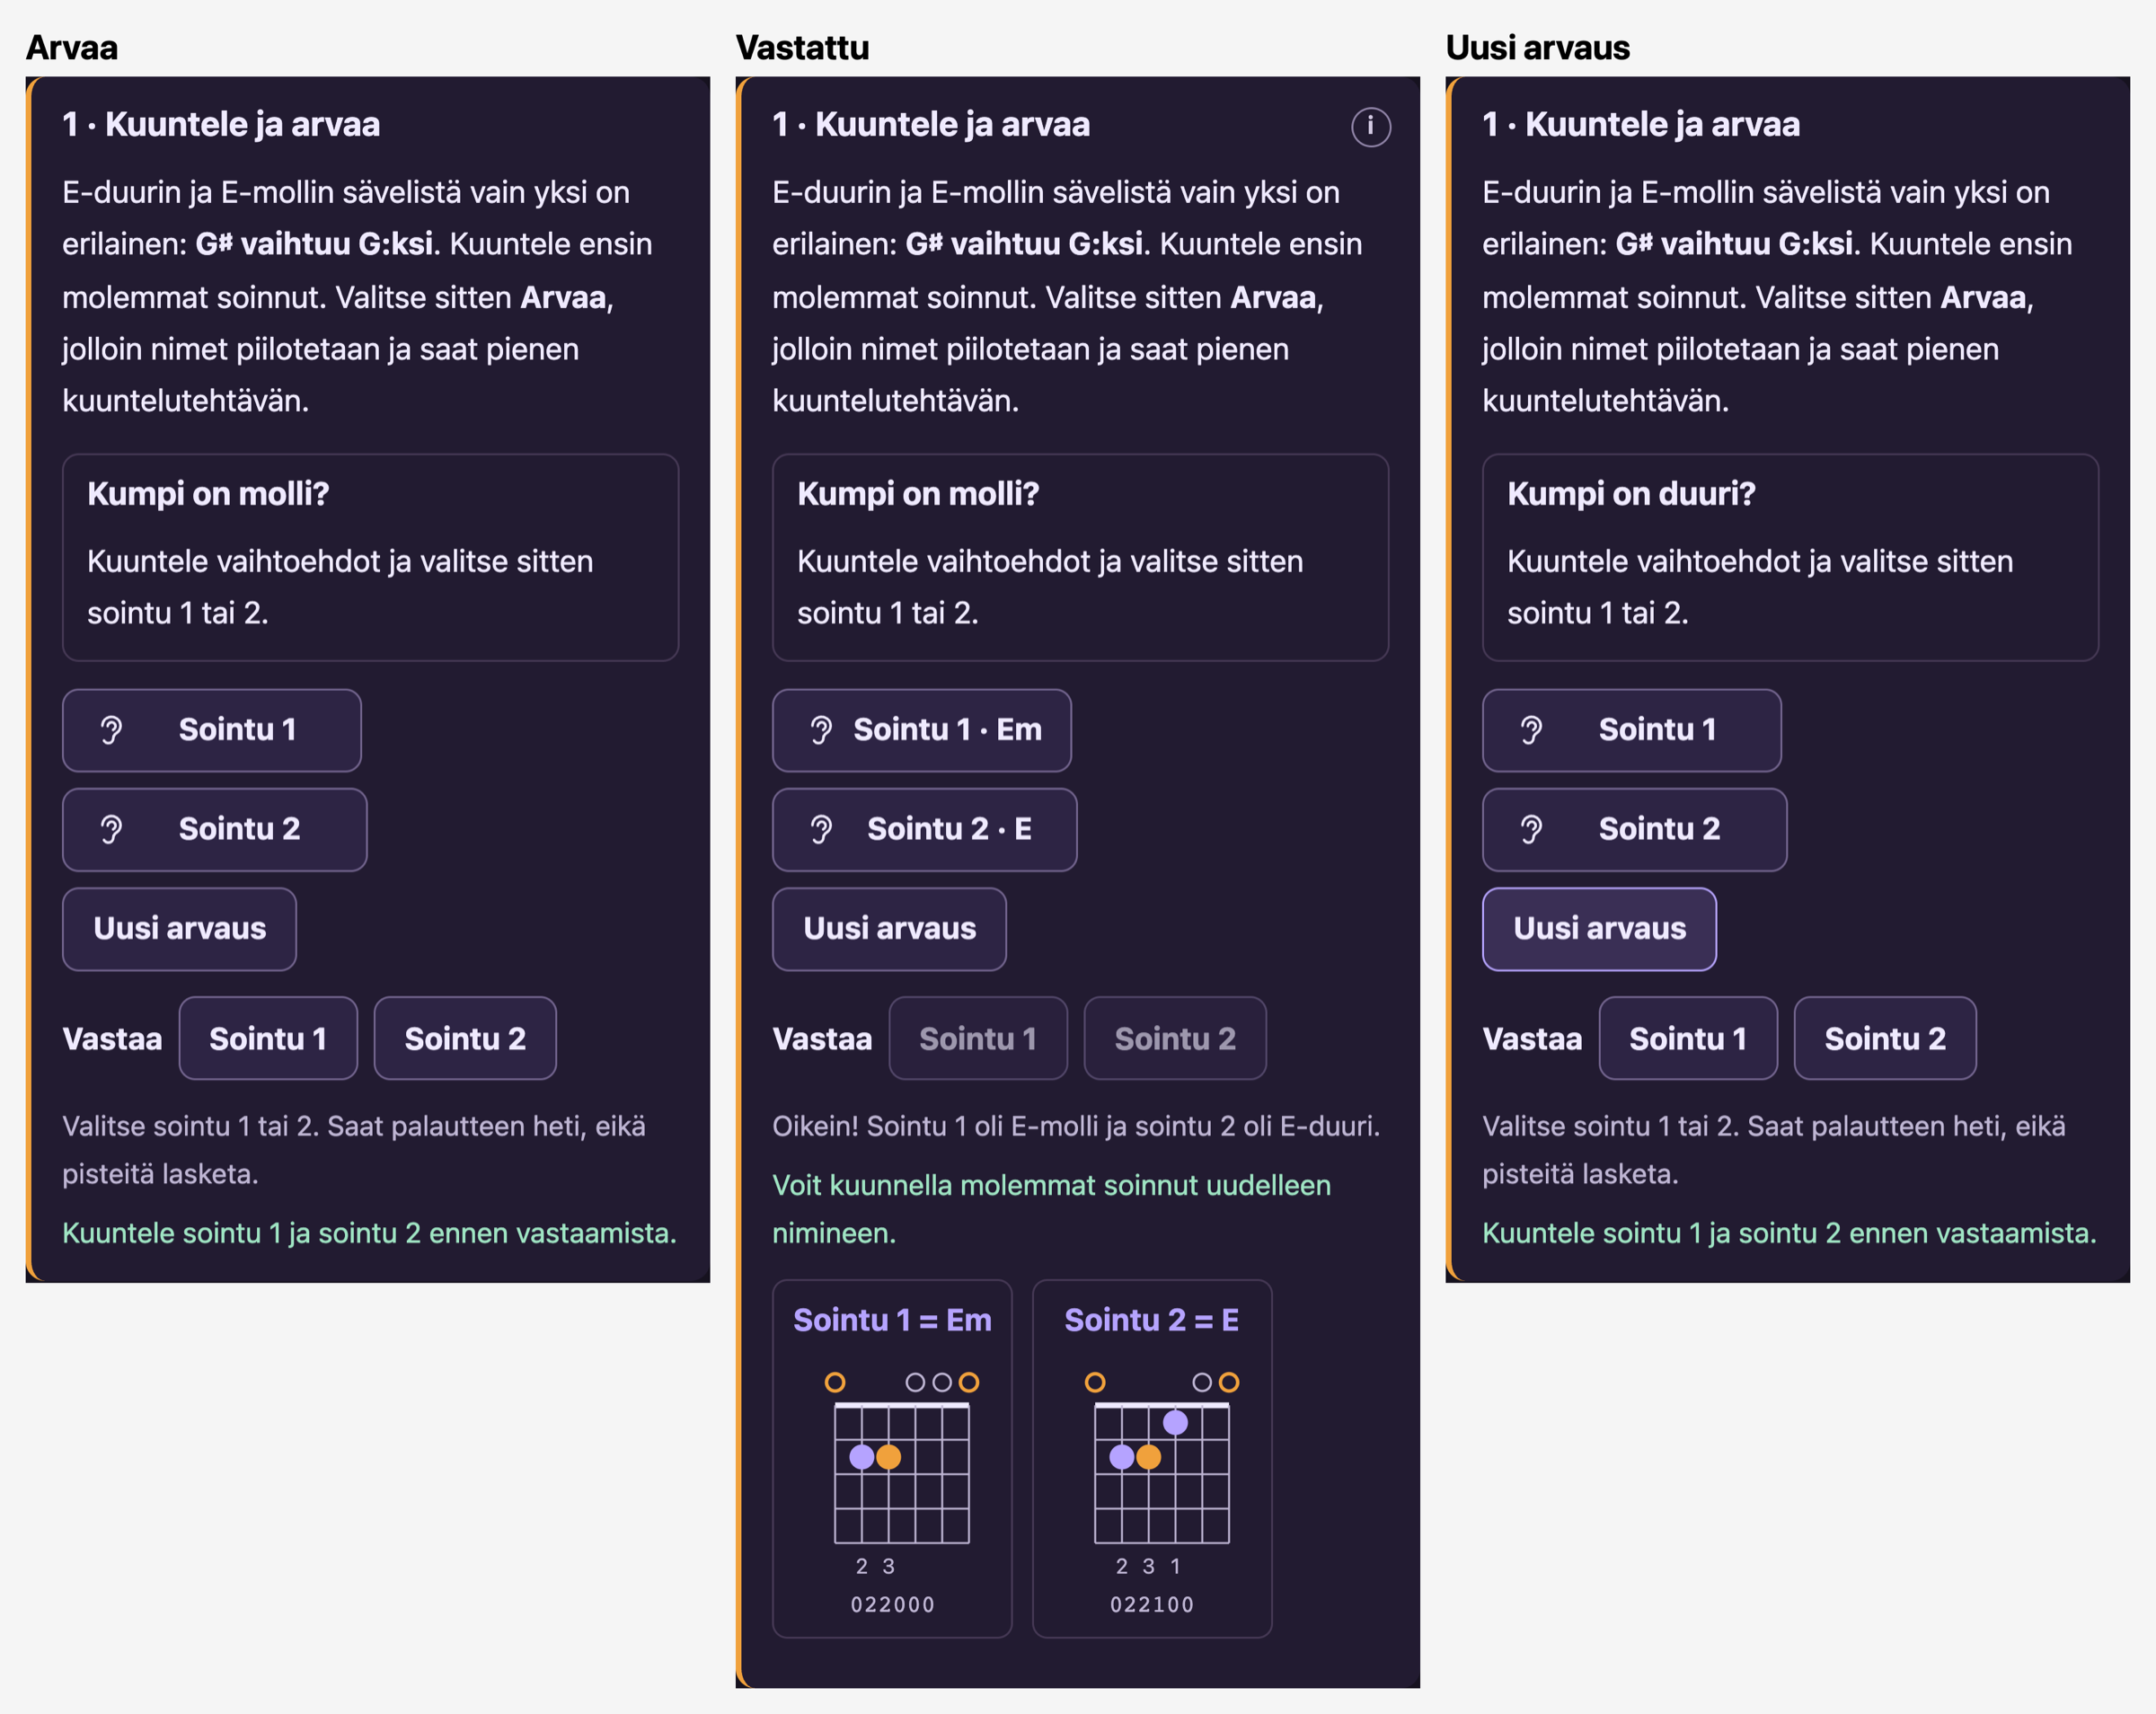 Arvaa
1 · Kuuntele ja arvaa
E-duurin ja E-mollin sävelistä vain yksi on
erilainen: G# vaihtuu G:ksi. Kuuntele ensin
molemmat soinnut. Valitse sitten Arvaa,
jolloin nimet piilotetaan ja saat pienen
kuuntelutehtävän.
Kumpi on molli?
Kuuntele vaihtoehdot ja valitse sitten
sointu 1 tai 2.
Sointu 1
Sointu 2
Uusi arvaus
Vastaa Sointu 1 Sointu 2
Valitse sointu 1 tai 2. Saat palautteen heti, eikä
pisteitä lasketa.
Kuuntele sointu 1 ja sointu 2 ennen vastaamista.
Vastattu
1 · Kuuntele ja arvaa i
E-duurin ja E-mollin sävelistä vain yksi on
erilainen: G# vaihtuu G:ksi. Kuuntele ensin
molemmat soinnut. Valitse sitten Arvaa,
jolloin nimet piilotetaan ja saat pienen
kuuntelutehtävän.
Kumpi on molli?
Kuuntele vaihtoehdot ja valitse sitten
sointu 1 tai 2.
Sointu 1 · Em
Sointu 2 · E
Uusi arvaus
Vastaa Sointu 1 Sointu 2
Oikein! Sointu 1 oli E-molli ja sointu 2 oli E-duuri.
Voit kuunnella molemmat soinnut uudelleen
nimineen.
Sointu 1 = Em
2 3
022000
Sointu 2 = E
2 3 1
022100
Uusi arvaus
1 · Kuuntele ja arvaa
E-duurin ja E-mollin sävelistä vain yksi on
erilainen: G# vaihtuu G:ksi. Kuuntele ensin
molemmat soinnut. Valitse sitten Arvaa,
jolloin nimet piilotetaan ja saat pienen
kuuntelutehtävän.
Kumpi on duuri?
Kuuntele vaihtoehdot ja valitse sitten
sointu 1 tai 2.
Sointu 1
Sointu 2
Uusi arvaus
Vastaa Sointu 1 Sointu 2
Valitse sointu 1 tai 2. Saat palautteen heti, eikä
pisteitä lasketa.
Kuuntele sointu 1 ja sointu 2 ennen vastaamista.